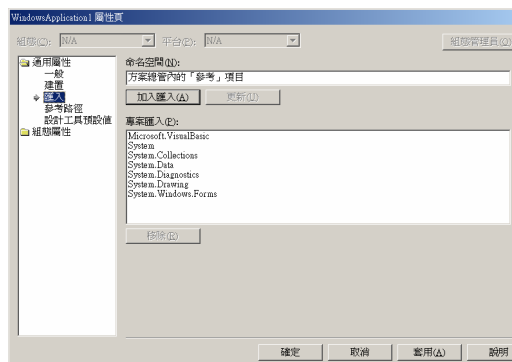 WindowsApplication1 屬性頁
組態(C): N/A 平台(P): N/A 組態管理員(O)
通用屬性
一般
建置
匯入
參考路徑
設計工具預設值
組態屬性
命名空間(N):
方案總管內的「參考」項目
加入匯入(A) 更新(U)
專案匯入(P):
Microsoft.VisualBasic
System
System.Collections
System.Data
System.Diagnostics
System.Drawing
System.Windows.Forms
移除(R)
確定 取消 套用(A) 說明